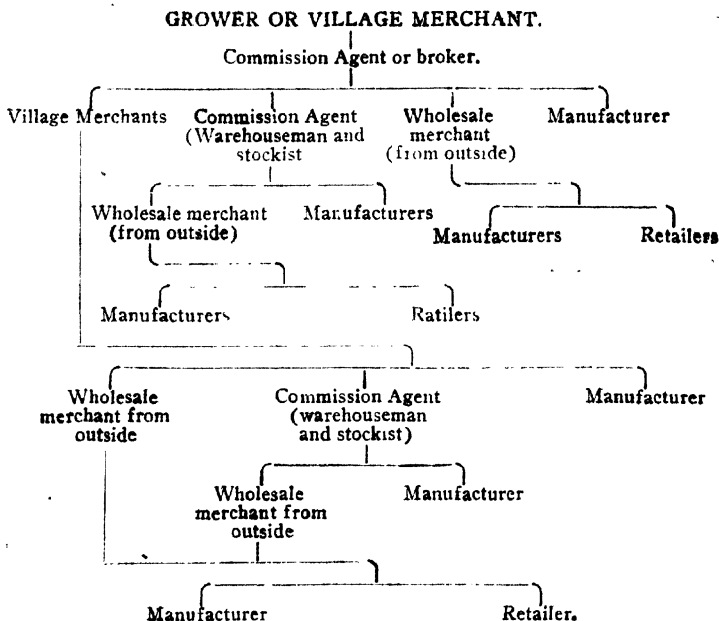 GROWER OR VILLAGE MERCHANT.
Commission Agent or broker.
Village Merchants Commission Agent Wholesale Manufacturer
(Warehouseman and merchant
stockist (from outside)
Wholesale merchant Manufacturers
(from outside) Manufacturers Retailers
Manufacturers Ratilers
Wholesale Commission Agent Manufacturer
merchant from (warehouseman
outside and stockist)
Wholesale Manufacturer
merchant from
outside
Manufacturer Retailer.